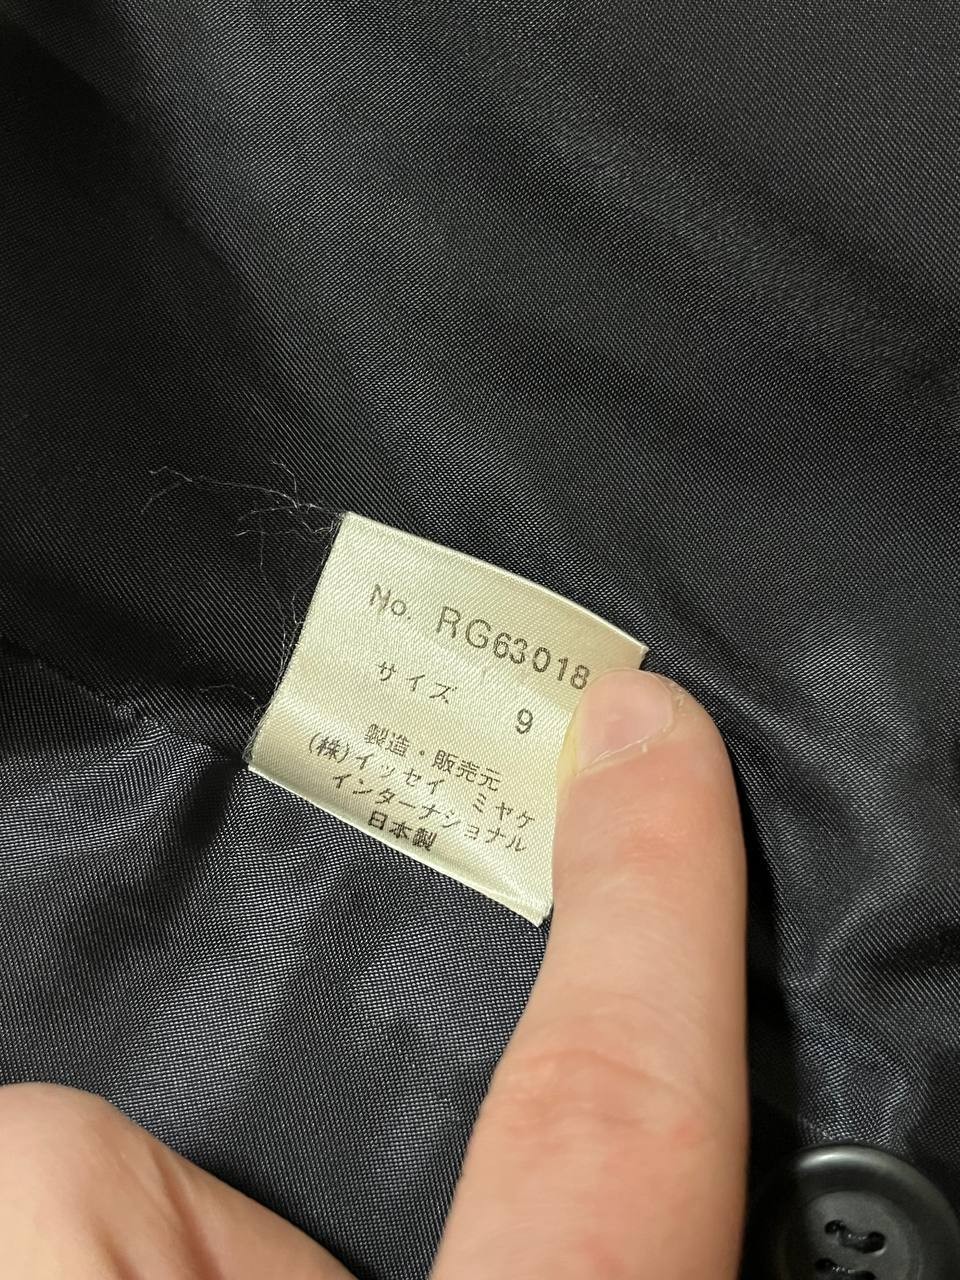 No. RG63018
サイズ 9
製造・販売元
(株)イッセイ ミヤケ
インターナショナル
日本製